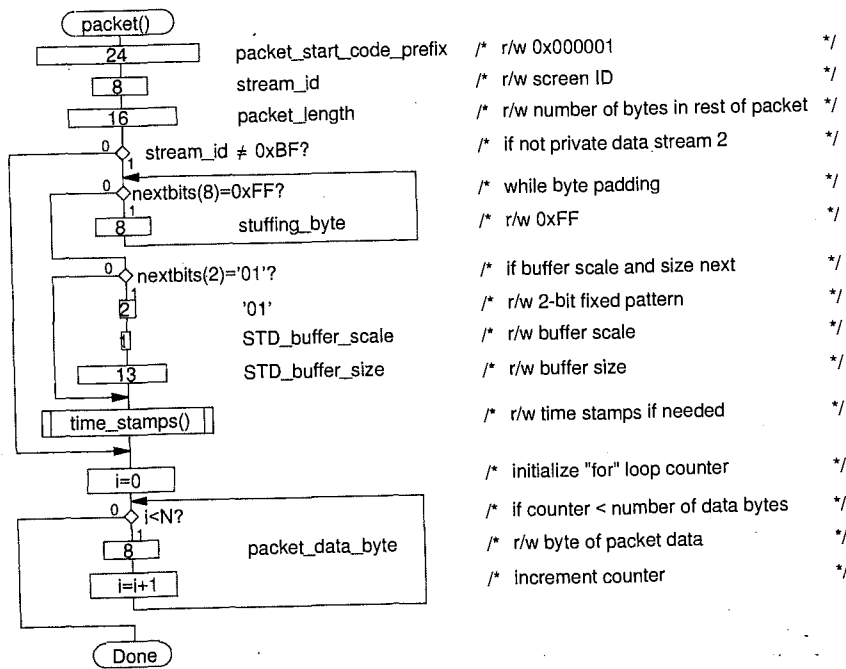 packet()
24 packet_start_code_prefix /* r/w 0x000001 */
8 stream_id /* r/w screen ID */
16 packet_length /* r/w number of bytes in rest of packet */
0 stream_id ≠ 0xBF? /* if not private data stream 2 */
1
0 nextbits(8)=0xFF? /* while byte padding */
1
8 stuffing_byte /* r/w 0xFF */
0 nextbits(2)='01'? /* if buffer scale and size next */
1
2 '01' /* r/w 2-bit fixed pattern */
1 STD_buffer_scale /* r/w buffer scale */
13 STD_buffer_size /* r/w buffer size */
time_stamps() /* r/w time stamps if needed */
i=0 /* initialize "for" loop counter */
0 i<N? /* if counter < number of data bytes */
1
8 packet_data_byte /* r/w byte of packet data */
i=i+1 /* increment counter */
Done